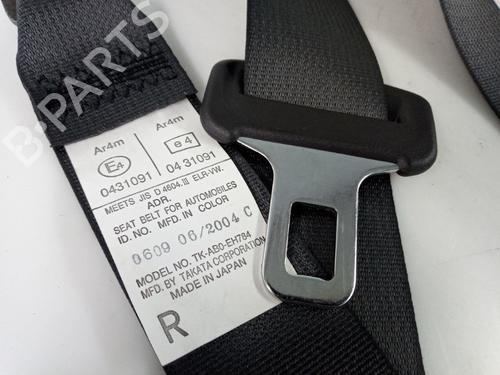 B-PARTS
Ar4m
Ar4m
E4
e4
0431091
0431091
MEETS JIS D 4604.III ELR-VW.
ADR.
SEAT BELT FOR AUTOMOBILES
ID. NO. MFD. IN COLOR
0609 06/2004 C
MODEL NO. TK-AB0-EH784
MFD. BY TAKATA CORPORATION
MADE IN JAPAN
R